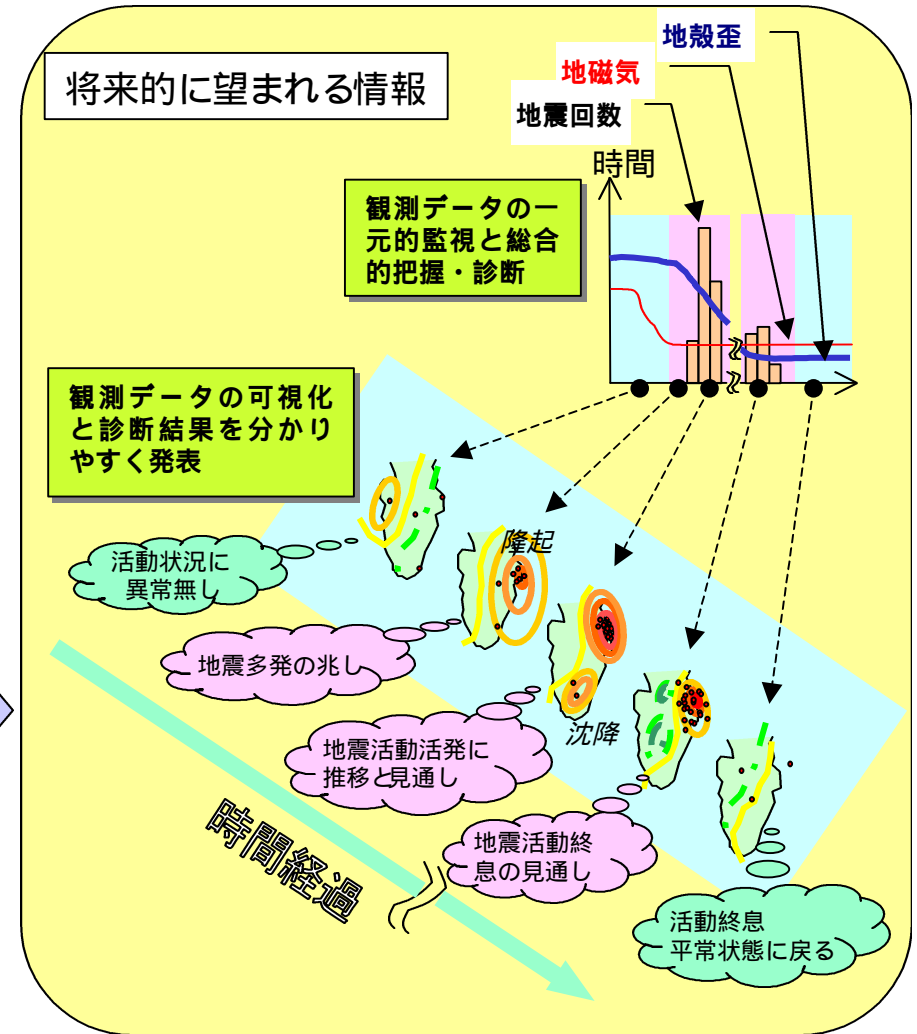 将来的に望まれる情報
地殻歪
地磁気
地震回数
時間
観測データの一
元的監視と総合
的把握・診断
観測データの可視化
と診断結果を分かり
やすく発表
隆起
沈降
活動状況に
異常無し
地震多発の兆し
地震活動活発に
推移と見通し
地震活動終
息の見通し
活動終息
平常状態に戻る
時間経過